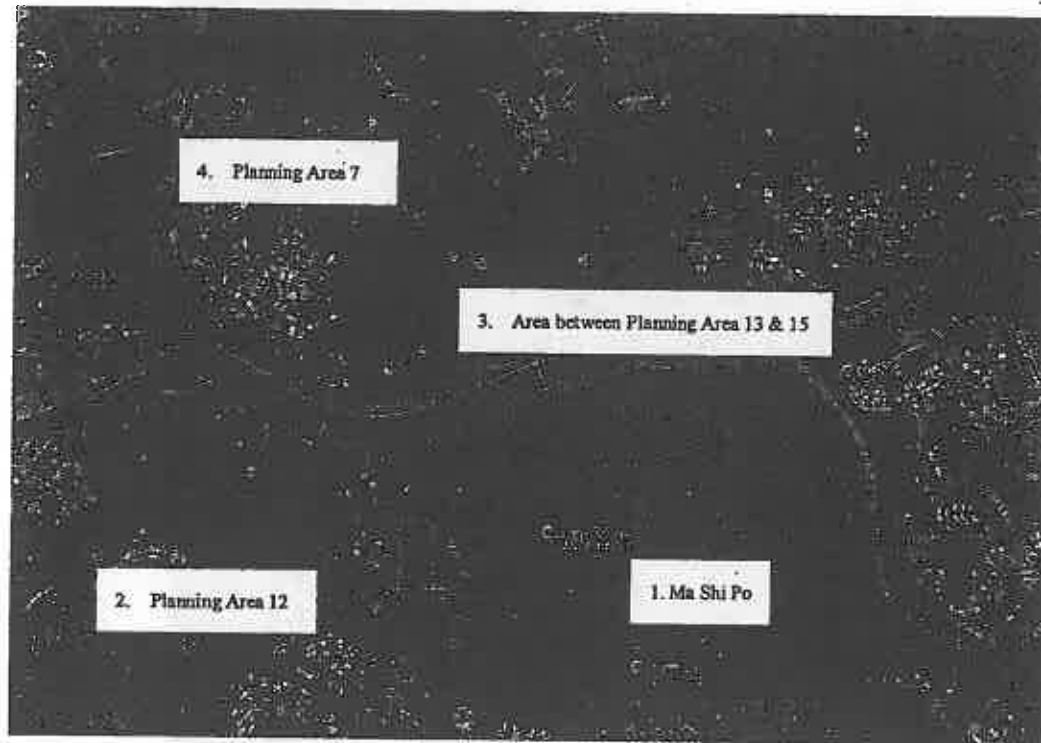 4. Planning Area 7
3. Area between Planning Area 13 & 15
2. Planning Area 12
1. Ma Shi Po